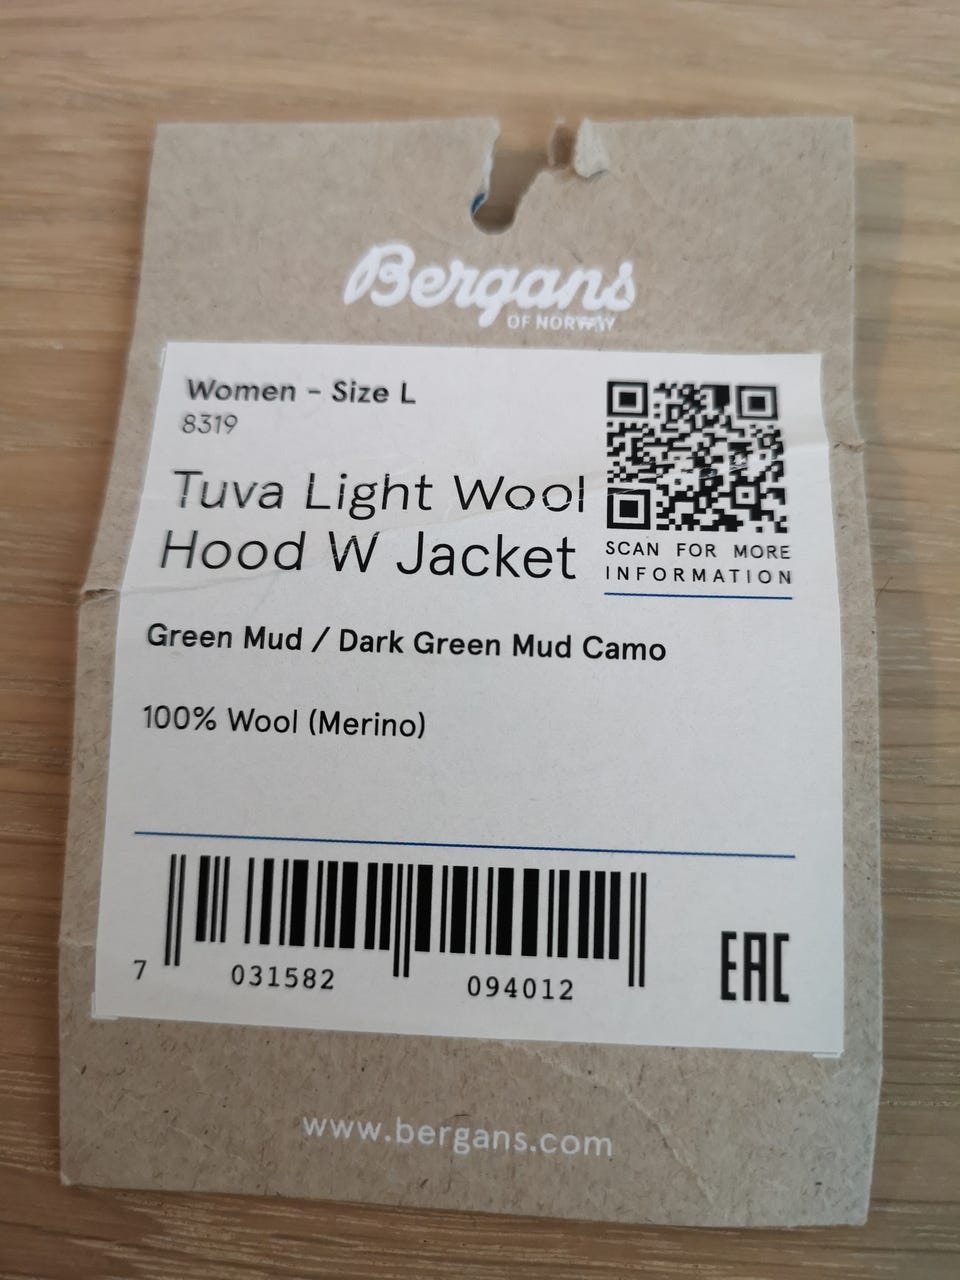 Bergans
OF NORWAY
Women - Size L
8319
Tuva Light Wool
Hood W Jacket
SCAN FOR MORE
INFORMATION
Green Mud / Dark Green Mud Camo
100% Wool (Merino)
7 031582 094012
EAC
www.bergans.com